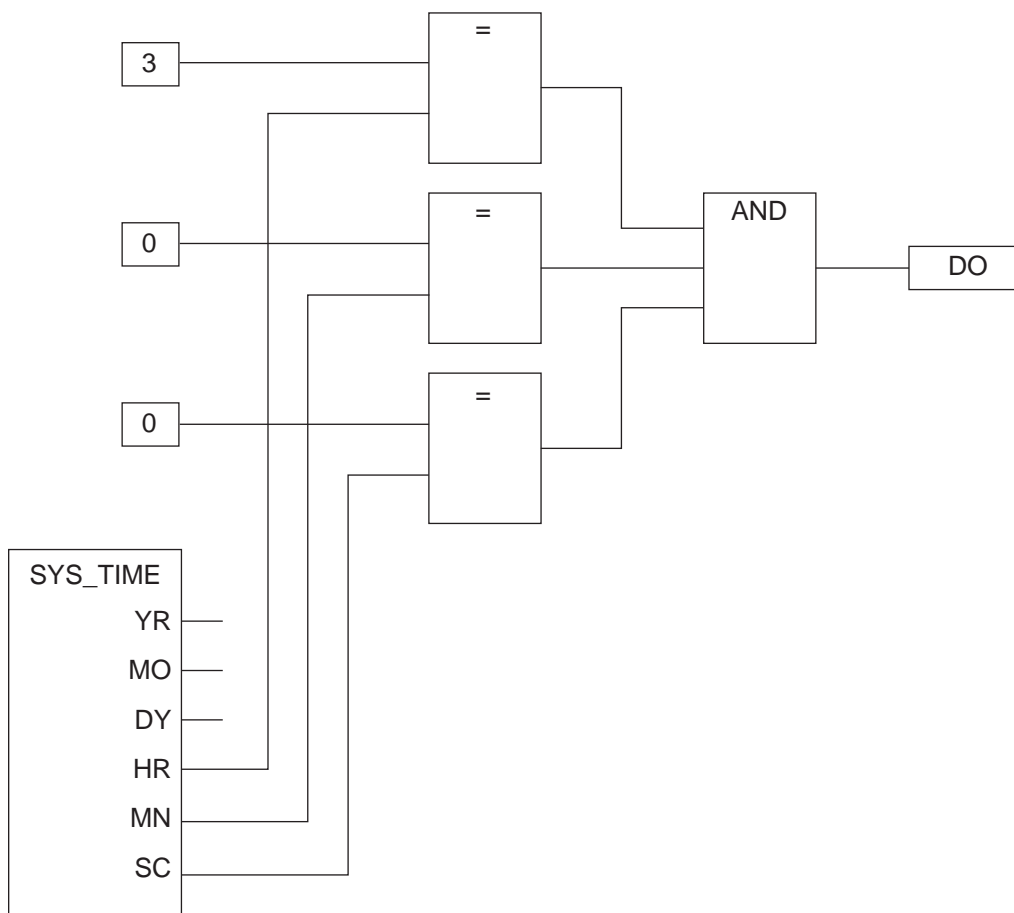 =
3
=
AND
0
DO
=
0
SYS_TIME
YR
MO
DY
HR
MN
SC